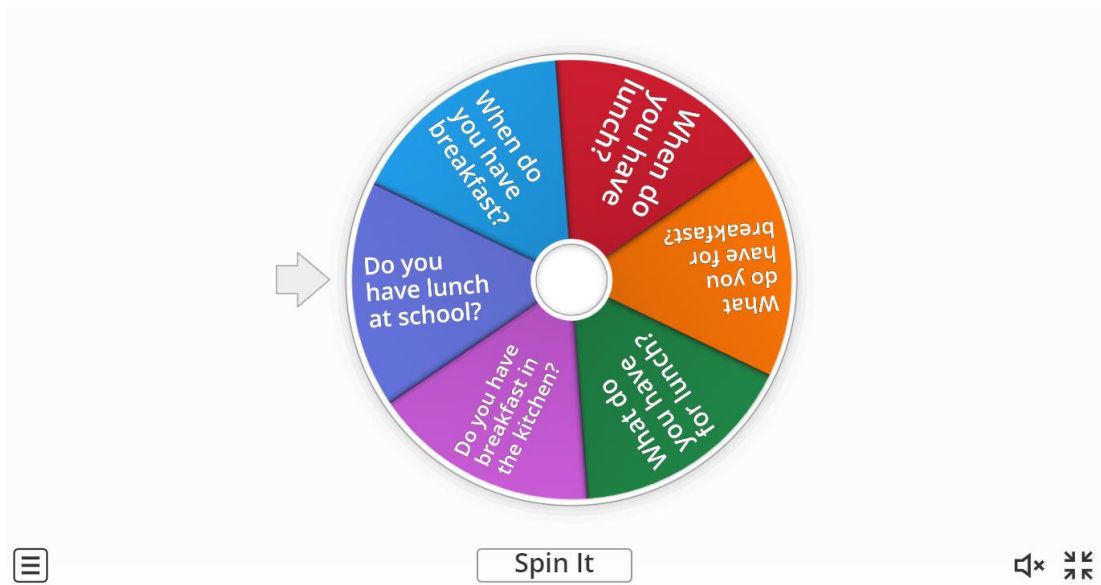 When do
you have
breakfast?
When do
you have
lunch?
What
do you
have for
breakfast?
What do
you have
for lunch?
Do you have
breakfast in
the kitchen?
Do you
have lunch
at school?
Spin It